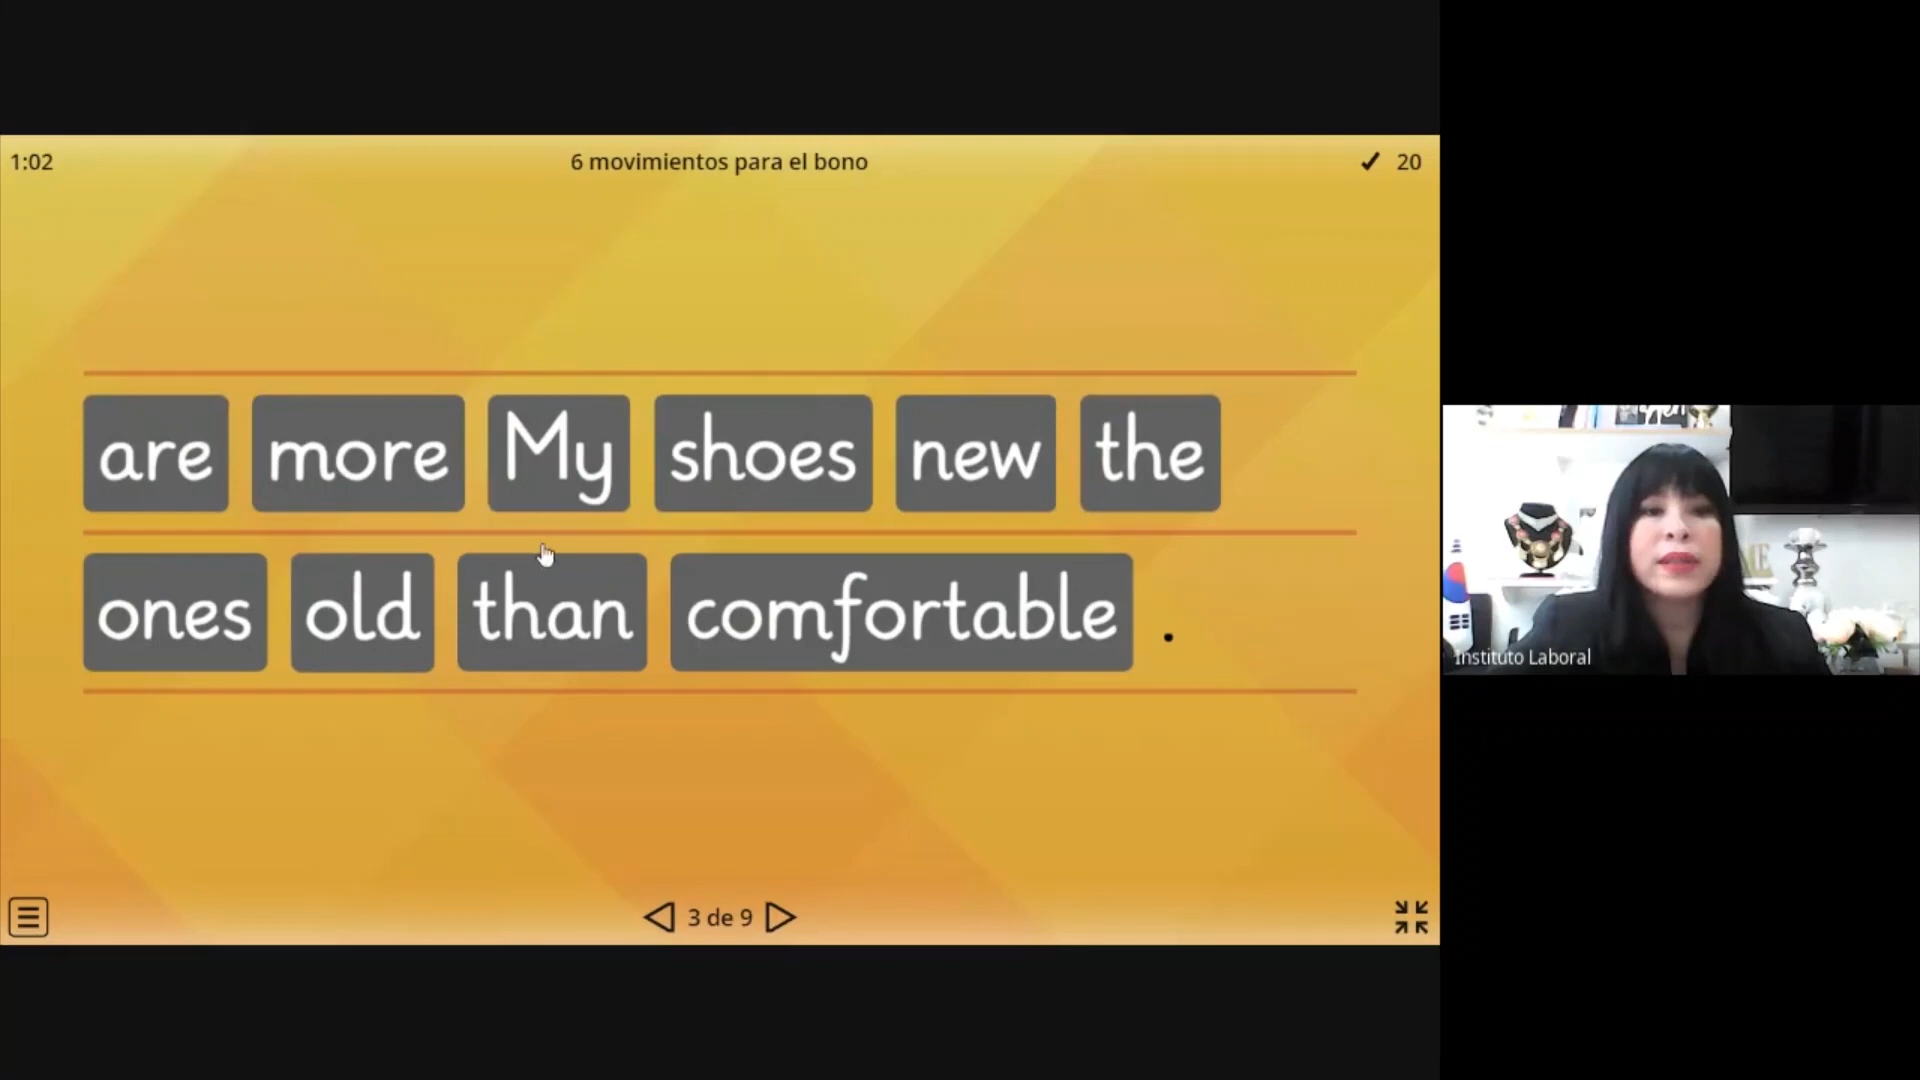 1:02
6 movimientos para el bono
✓ 20
are more My shoes new the
ones old than comfortable .
3 de 9
Instituto Laboral